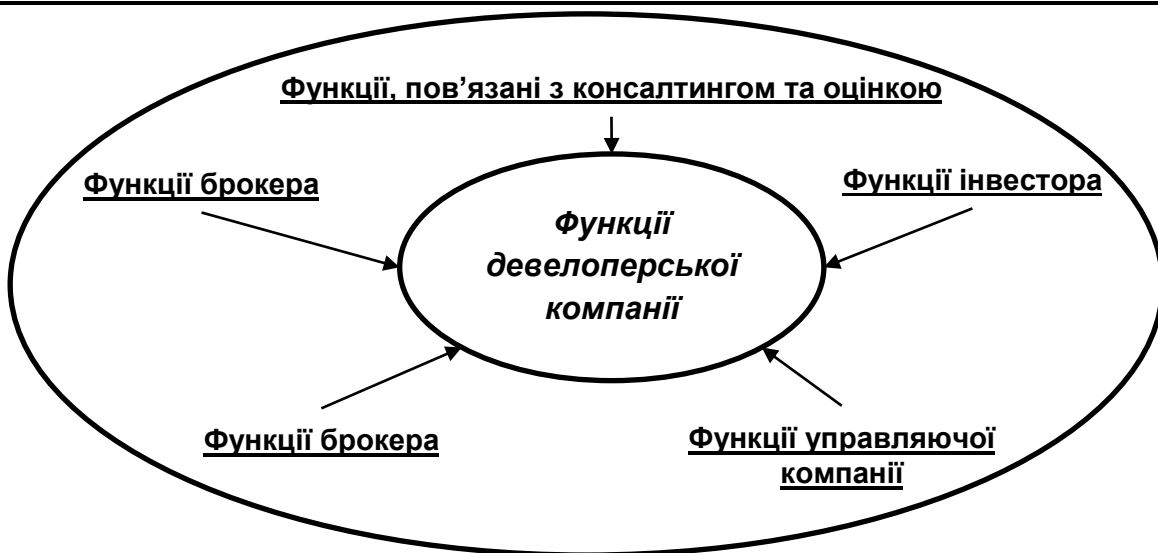 Функції, пов’язані з консалтингом та оцінкою
Функції брокера
Функції інвестора
Функції
девелоперської
компанії
Функції брокера
Функції управляючої
компанії